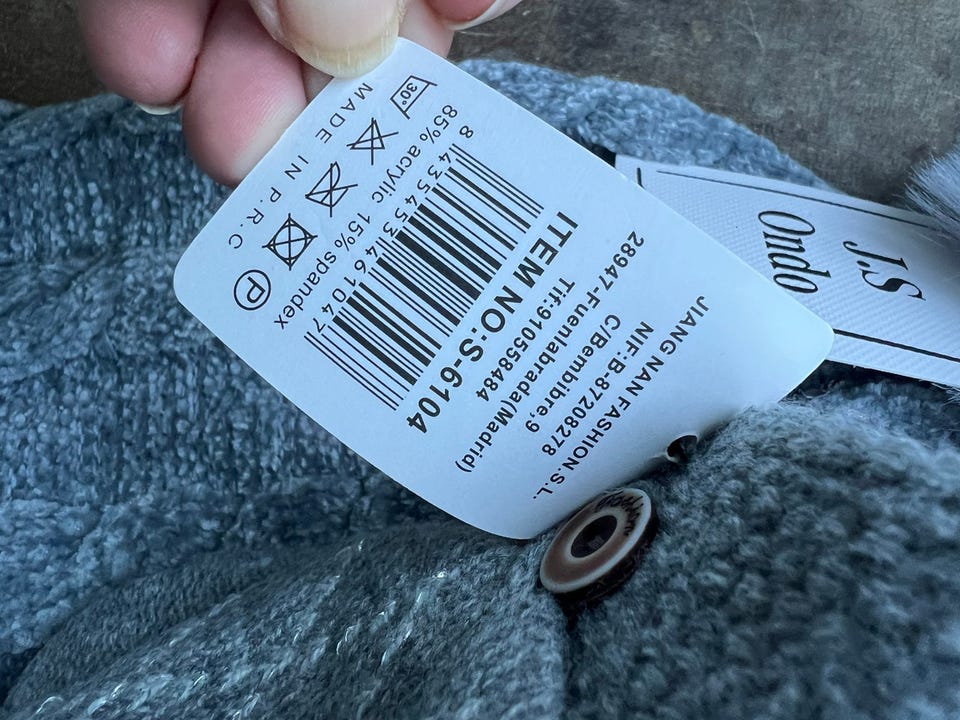 JIANG NAN FASHION.S.L.
NIF:B-87208278
C/Bembibre,9
28947-Fuenlabrada(Madrid)
Tlf:910558484
ITEM NO:S-6104
8 435453 461047
85% acrylic 15% spandex
30°
P
MADE IN P.R.C
J.S
Ondo